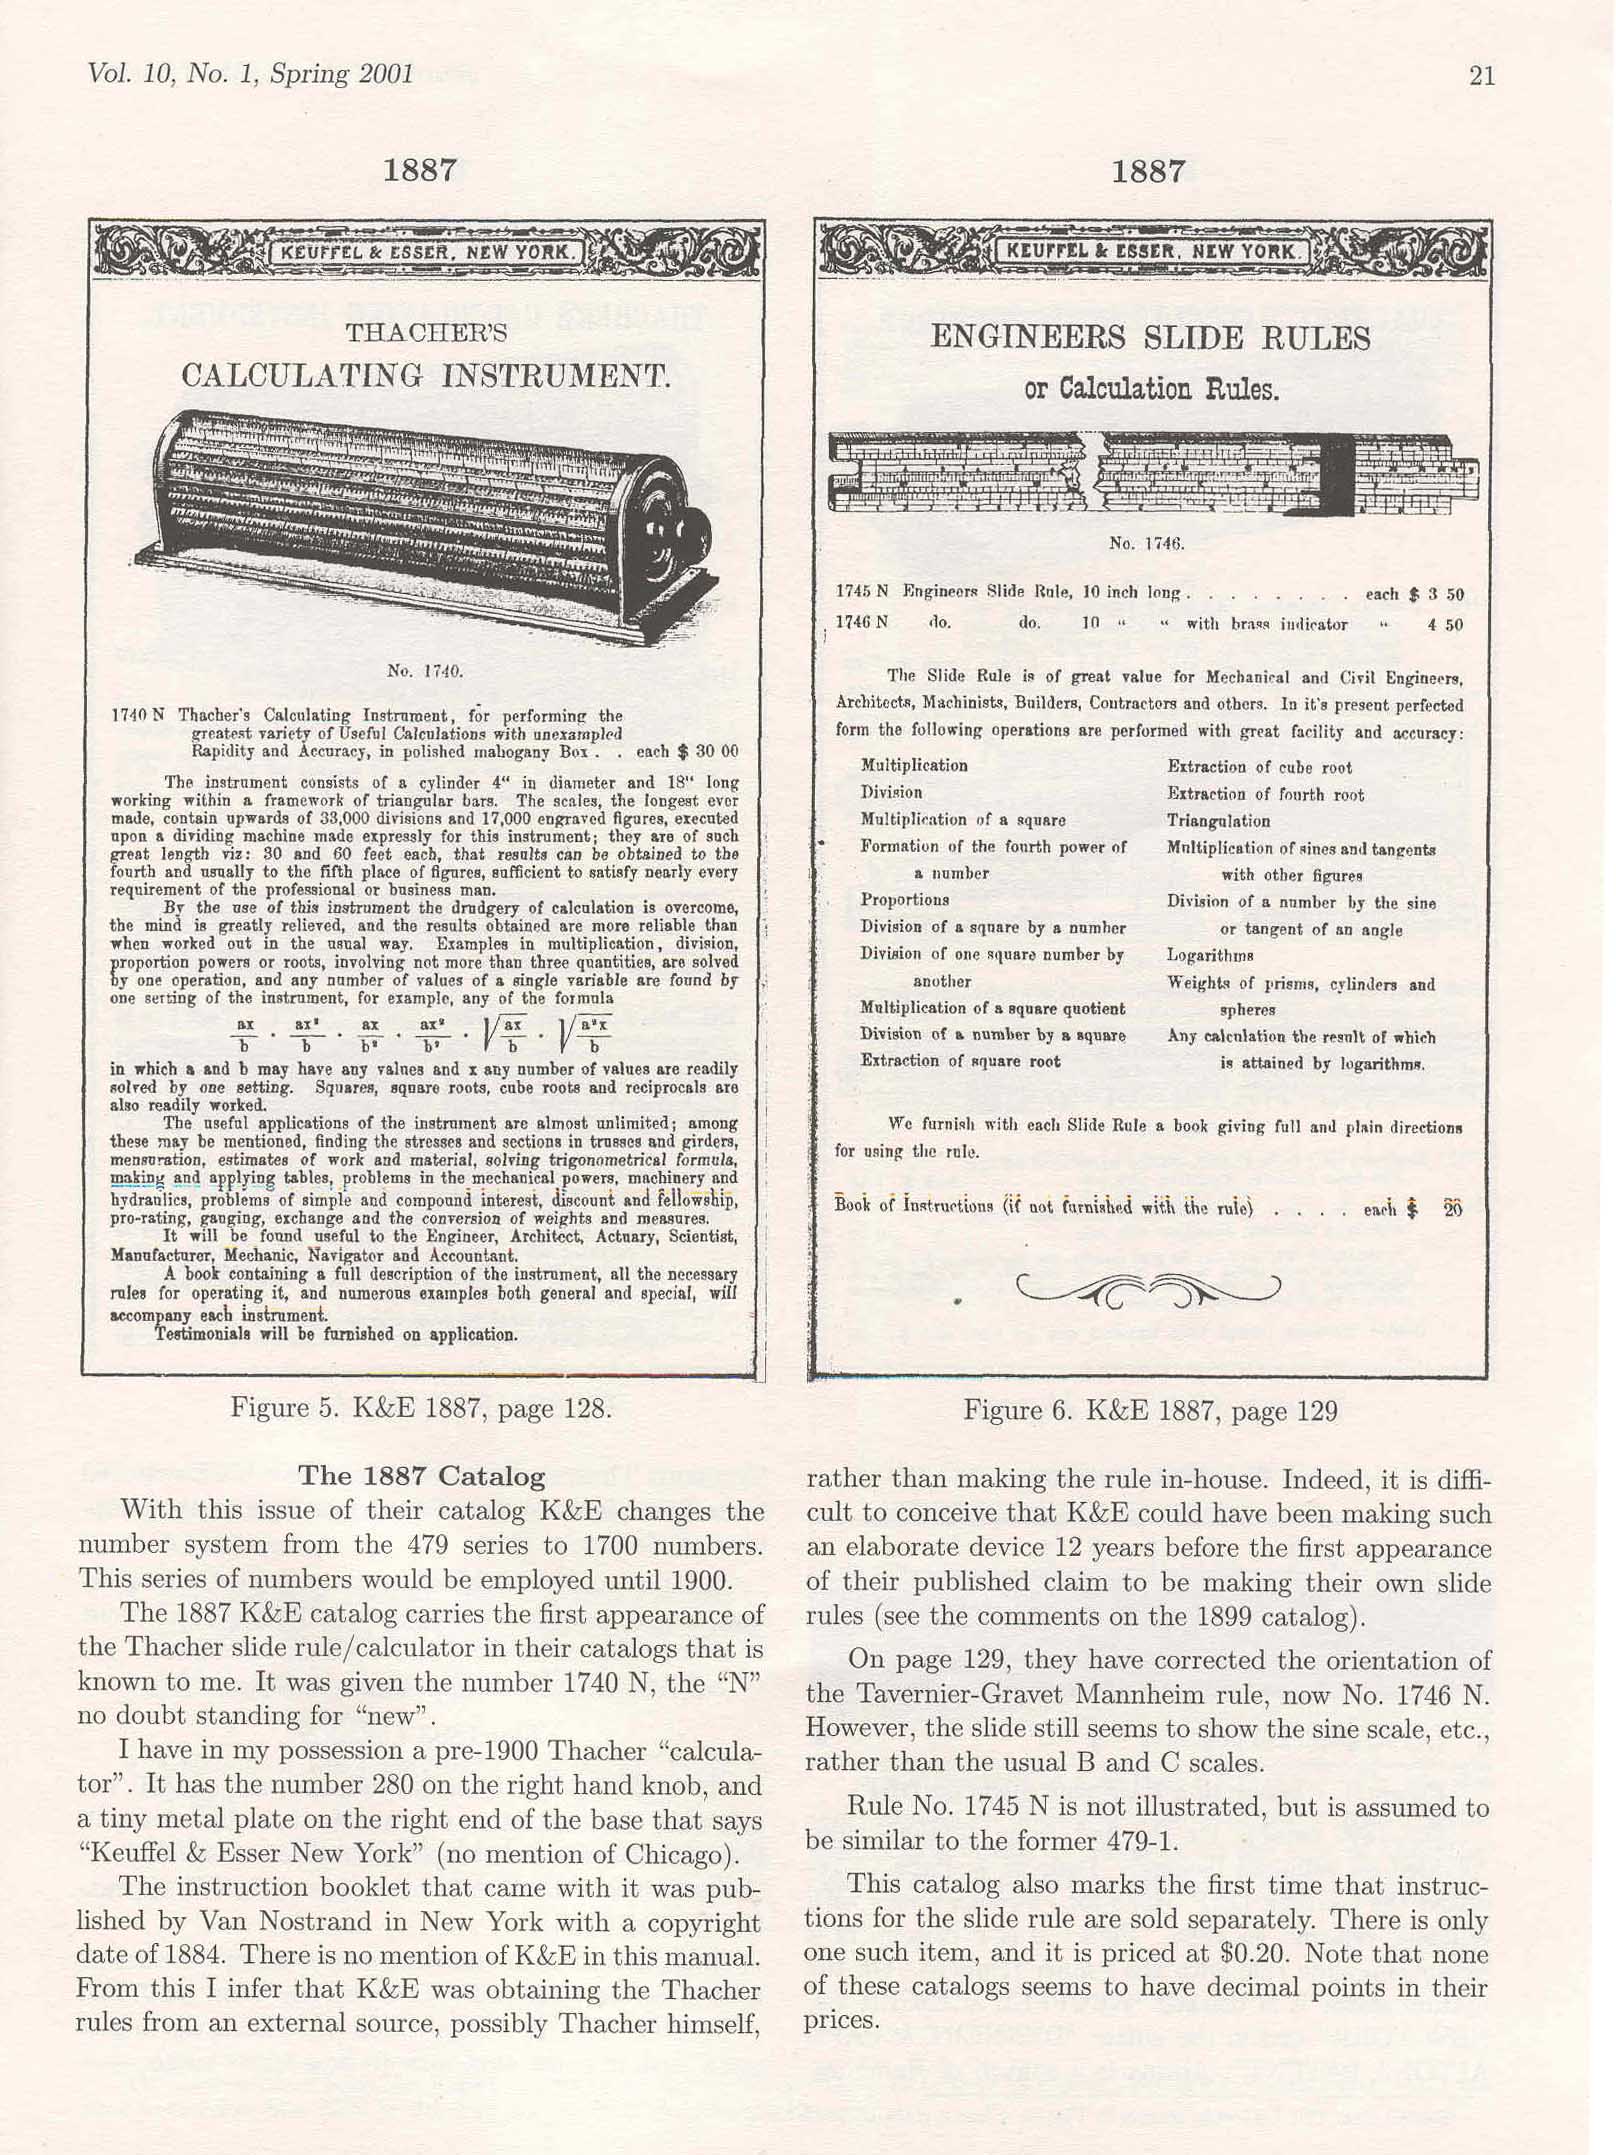 Vol. 10, No. 1, Spring 2001
21
1887
KEUFFEL & ESSER, NEW YORK.
THACHER'S
CALCULATING INSTRUMENT.
No. 1740.
1740 N Thacher's Calculating Instrument, for performing the
greatest variety of Useful Calculations with unexampled
Rapidity and Accuracy, in polished mahogany Box . . each $ 30 00
The instrument consists of a cylinder 4" in diameter and 18" long
working within a framework of triangular bars. The scales, the longest ever
made, contain upwards of 33,000 divisions and 17,000 engraved figures, executed
upon a dividing machine made expressly for this instrument; they are of such
great length viz: 30 and 60 feet each, that results can be obtained to the
fourth and usually to the fifth place of figures, sufficient to satisfy nearly every
requirement of the professional or business man.
By the use of this instrument the drudgery of calculation is overcome,
the mind is greatly relieved, and the results obtained are more reliable than
when worked out in the usual way. Examples in multiplication, division,
proportion powers or roots, involving not more than three quantities, are solved
by one operation, and any number of values of a single variable are found by
one setting of the instrument, for example, any of the formula
ax/b · ax²/b · ax/b² · ax²/b² · √ax/b · √a²x/b
in which a and b may have any values and x any number of values are readily
solved by one setting. Squares, square roots, cube roots and reciprocals are
also readily worked.
The useful applications of the instrument are almost unlimited; among
these may be mentioned, finding the stresses and sections in trusses and girders,
mensuration, estimates of work and material, solving trigonometrical formula,
making and applying tables, problems in the mechanical powers, machinery and
hydraulics, problems of simple and compound interest, discount and fellowship,
pro-rating, gauging, exchange and the conversion of weights and measures.
It will be found useful to the Engineer, Architect, Actuary, Scientist,
Manufacturer, Mechanic, Navigator and Accountant.
A book containing a full description of the instrument, all the necessary
rules for operating it, and numerous examples both general and special, will
accompany each instrument.
Testimonials will be furnished on application.
Figure 5. K&E 1887, page 128.
The 1887 Catalog
With this issue of their catalog K&E changes the
number system from the 479 series to 1700 numbers.
This series of numbers would be employed until 1900.
The 1887 K&E catalog carries the first appearance of
the Thacher slide rule/calculator in their catalogs that is
known to me. It was given the number 1740 N, the “N”
no doubt standing for “new”.
I have in my possession a pre-1900 Thacher “calcula-
tor”. It has the number 280 on the right hand knob, and
a tiny metal plate on the right end of the base that says
“Keuffel & Esser New York” (no mention of Chicago).
The instruction booklet that came with it was pub-
lished by Van Nostrand in New York with a copyright
date of 1884. There is no mention of K&E in this manual.
From this I infer that K&E was obtaining the Thacher
rules from an external source, possibly Thacher himself,
1887
KEUFFEL & ESSER, NEW YORK.
ENGINEERS SLIDE RULES
or Calculation Rules.
No. 1746.
1745 N Engineers Slide Rule, 10 inch long . . . . . . . . each $ 3 50
1746 N do. do. 10 " " with brass indicator " 4 50
The Slide Rule is of great value for Mechanical and Civil Engineers,
Architects, Machinists, Builders, Contractors and others. In it's present perfected
form the following operations are performed with great facility and accuracy:
Multiplication
Division
Multiplication of a square
Formation of the fourth power of
a number
Proportions
Division of a square by a number
Division of one square number by
another
Multiplication of a square quotient
Division of a number by a square
Extraction of square root
Extraction of cube root
Extraction of fourth root
Triangulation
Multiplication of sines and tangents
with other figures
Division of a number by the sine
or tangent of an angle
Logarithms
Weights of prisms, cylinders and
spheres
Any calculation the result of which
is attained by logarithms.
We furnish with each Slide Rule a book giving full and plain directions
for using the rule.
Book of Instructions (if not furnished with the rule) . . . . each $ 20
Figure 6. K&E 1887, page 129
rather than making the rule in-house. Indeed, it is diffi-
cult to conceive that K&E could have been making such
an elaborate device 12 years before the first appearance
of their published claim to be making their own slide
rules (see the comments on the 1899 catalog).
On page 129, they have corrected the orientation of
the Tavernier-Gravet Mannheim rule, now No. 1746 N.
However, the slide still seems to show the sine scale, etc.,
rather than the usual B and C scales.
Rule No. 1745 N is not illustrated, but is assumed to
be similar to the former 479-1.
This catalog also marks the first time that instruc-
tions for the slide rule are sold separately. There is only
one such item, and it is priced at $0.20. Note that none
of these catalogs seems to have decimal points in their
prices.